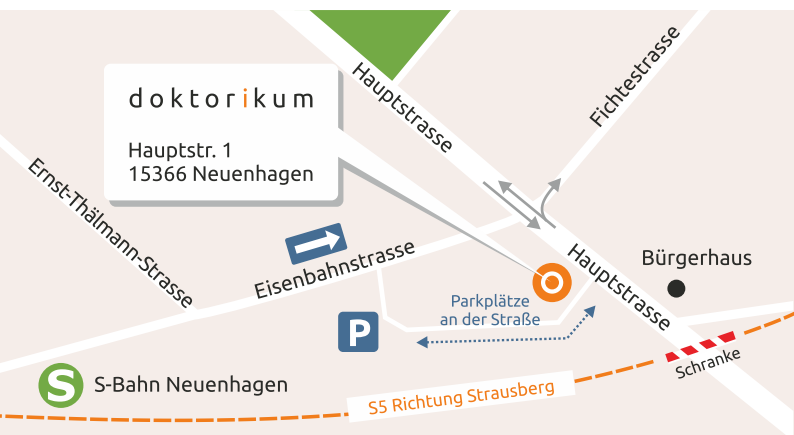 doktorikum
Hauptstr. 1
15366 Neuenhagen
Hauptstrasse
Fichtestrasse
Ernst-Thälmann-Strasse
Eisenbahnstrasse
Hauptstrasse
Bürgerhaus
Parkplätze
an der Straße
P
Schranke
S
S-Bahn Neuenhagen
S5 Richtung Strausberg